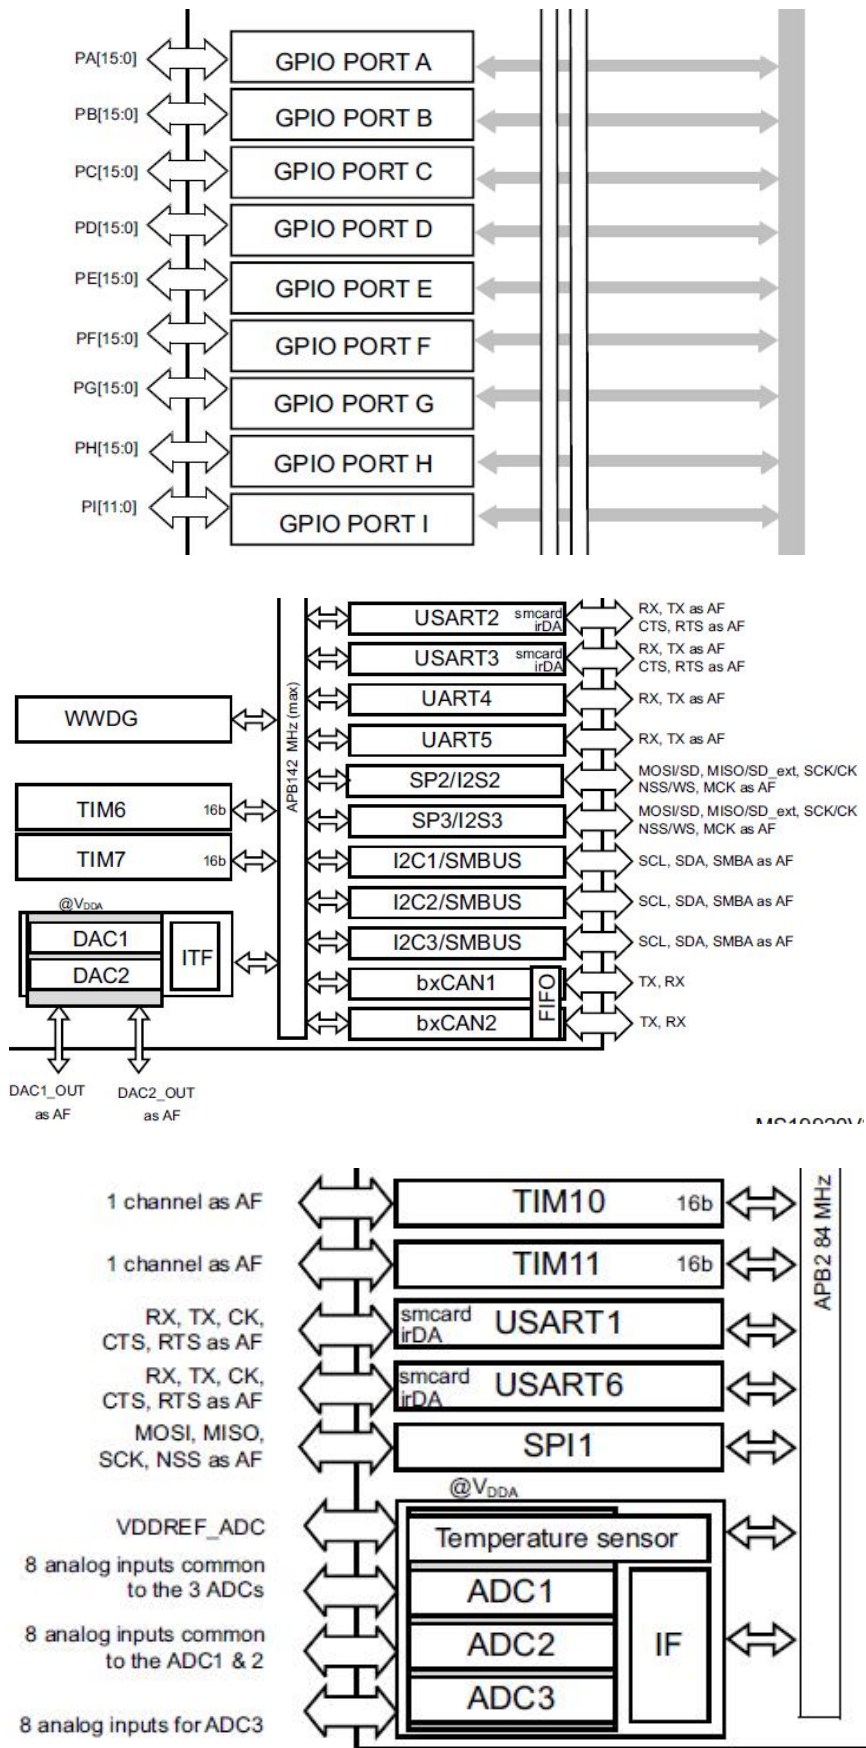 PA[15:0]
GPIO PORT A
PB[15:0]
GPIO PORT B
PC[15:0]
GPIO PORT C
PD[15:0]
GPIO PORT D
PE[15:0]
GPIO PORT E
PF[15:0]
GPIO PORT F
PG[15:0]
GPIO PORT G
PH[15:0]
GPIO PORT H
PI[11:0]
GPIO PORT I
WWDG
TIM6 16b
TIM7 16b
@VDDA
DAC1
DAC2
ITF
DAC1_OUT
as AF
DAC2_OUT
as AF
APB142 MHz (max)
USART2 smcard
irDA
RX, TX as AF
CTS, RTS as AF
USART3 smcard
irDA
RX, TX as AF
CTS, RTS as AF
UART4
RX, TX as AF
UART5
RX, TX as AF
SP2/I2S2
MOSI/SD, MISO/SD_ext, SCK/CK
NSS/WS, MCK as AF
SP3/I2S3
MOSI/SD, MISO/SD_ext, SCK/CK
NSS/WS, MCK as AF
I2C1/SMBUS
SCL, SDA, SMBA as AF
I2C2/SMBUS
SCL, SDA, SMBA as AF
I2C3/SMBUS
SCL, SDA, SMBA as AF
bxCAN1
TX, RX
bxCAN2
TX, RX
FIFO
1 channel as AF
TIM10 16b
1 channel as AF
TIM11 16b
RX, TX, CK,
CTS, RTS as AF
smcard
irDA
USART1
RX, TX, CK,
CTS, RTS as AF
smcard
irDA
USART6
MOSI, MISO,
SCK, NSS as AF
SPI1
APB2 84 MHz
@VDDA
VDDREF_ADC
Temperature sensor
8 analog inputs common
to the 3 ADCs
ADC1
8 analog inputs common
to the ADC1 & 2
ADC2
IF
8 analog inputs for ADC3
ADC3